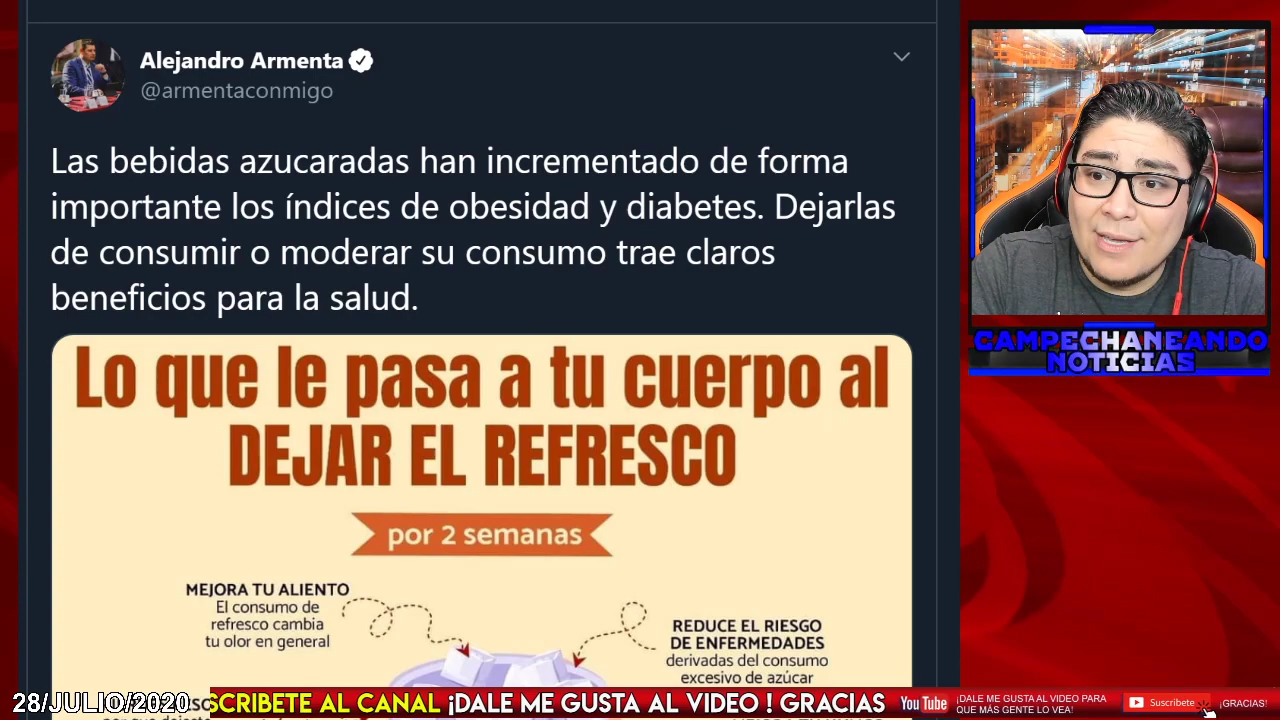 Alejandro Armenta
@armentaconmigo
Las bebidas azucaradas han incrementado de forma
importante los índices de obesidad y diabetes. Dejarlas
de consumir o moderar su consumo trae claros
beneficios para la salud.
Lo que le pasa a tu cuerpo al
DEJAR EL REFRESCO
por 2 semanas
MEJORA TU ALIENTO
El consumo de
refresco cambia
tu olor en general
REDUCE EL RIESGO
DE ENFERMEDADES
derivadas del consumo
excesivo de azúcar
CAMPECHANEANDO
NOTICIAS
28/JULIO/2020
SCRIBETE AL CANAL ¡DALE ME GUSTA AL VIDEO ! GRACIAS
YouTube
¡DALE ME GUSTA AL VIDEO PARA
QUE MÁS GENTE LO VEA!
Suscribete
¡GRACIAS!